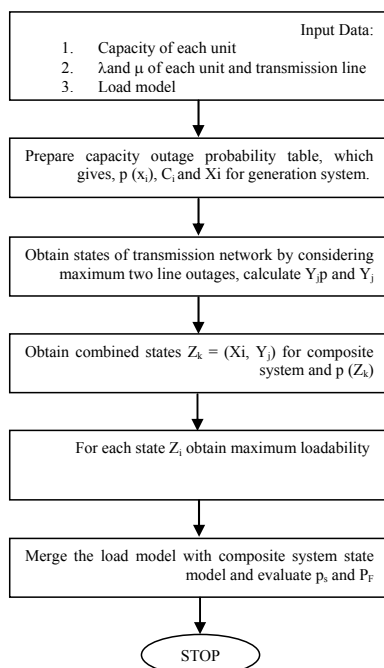 Input Data:
1. Capacity of each unit
2. λand μ of each unit and transmission line
3. Load model
Prepare capacity outage probability table, which
gives, p (xᵢ), Cᵢ and Xi for generation system.
Obtain states of transmission network by considering
maximum two line outages, calculate Yⱼp and Yⱼ
Obtain combined states Zₖ = (Xi, Yⱼ) for composite
system and p (Zₖ)
For each state Zᵢ obtain maximum loadability
Merge the load model with composite system state
model and evaluate pₛ and P_F
STOP